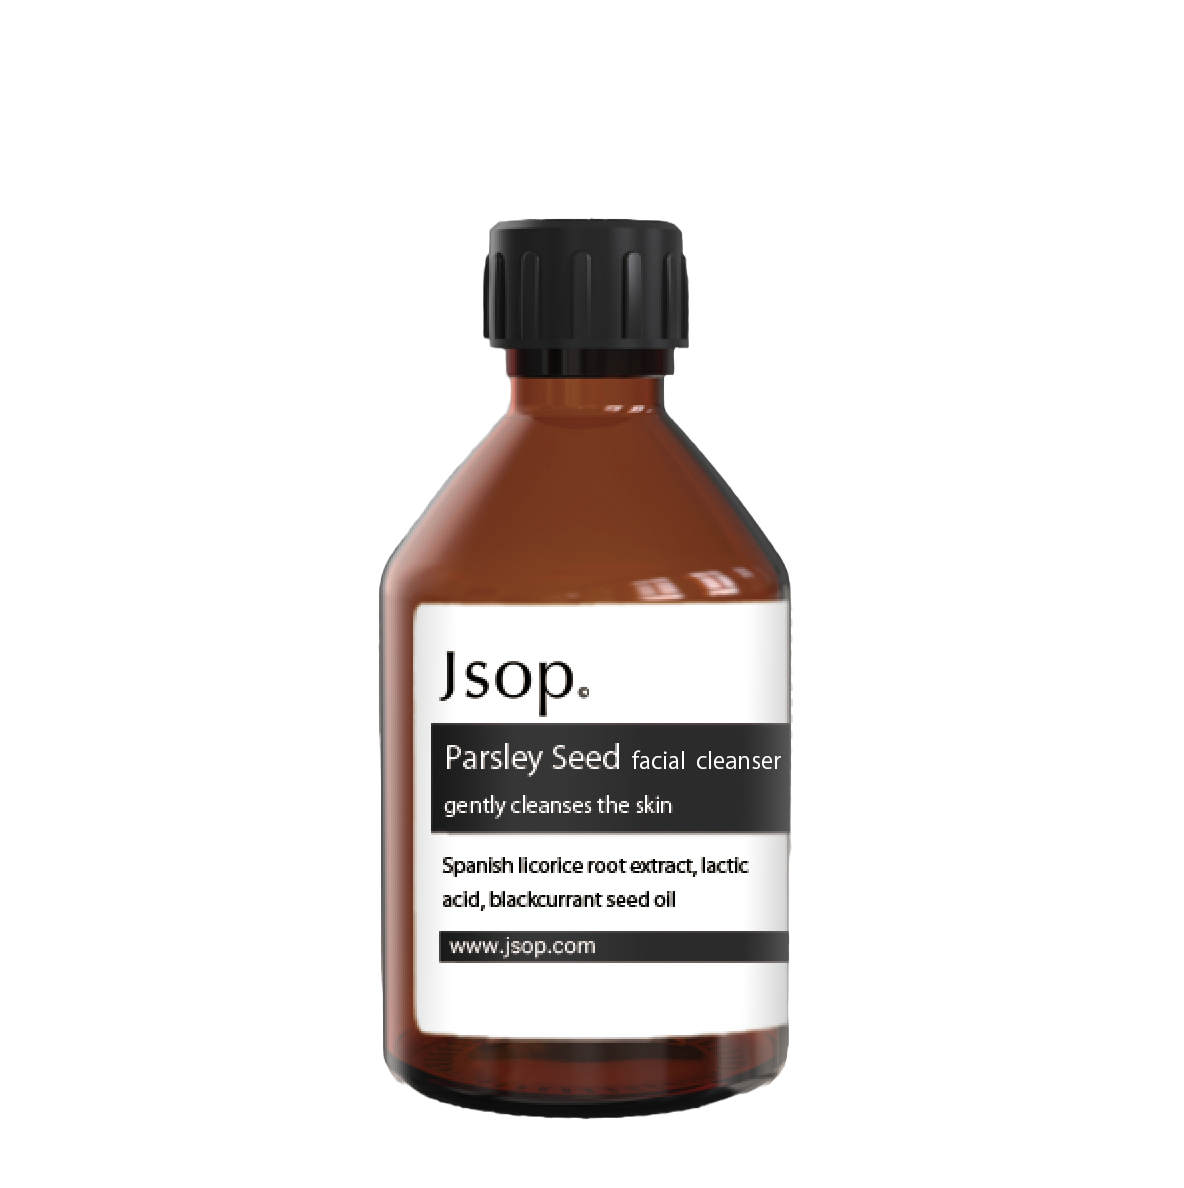 Jsop.©
Parsley Seed facial cleanser
gently cleanses the skin
Spanish licorice root extract, lactic
acid, blackcurrant seed oil
www.jsop.com